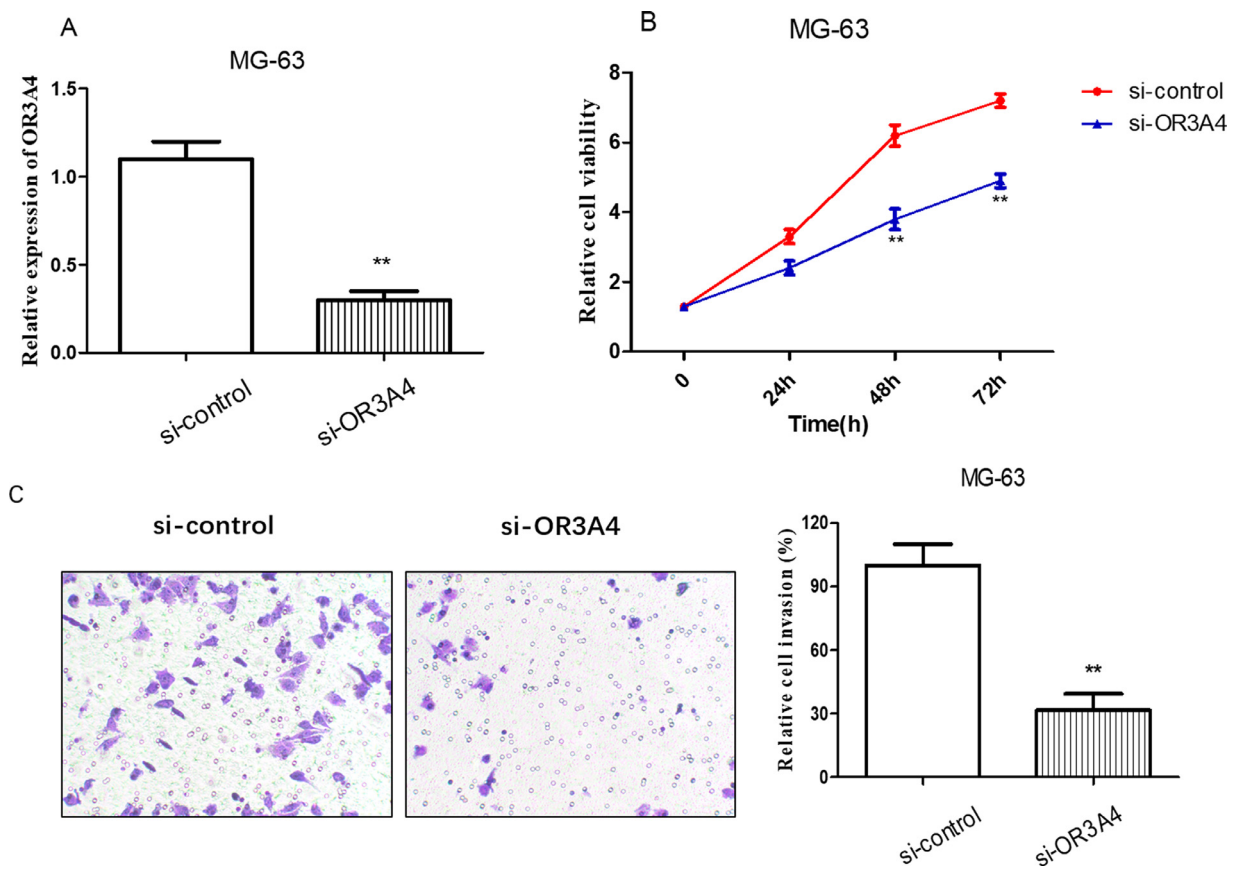 A
MG-63
Relative expression of OR3A4
1.5
1.0
0.5
0.0
**
si-control
si-OR3A4
B
MG-63
Relative cell viability
8
6
4
2
0
**
**
0
24h
48h
72h
Time(h)
si-control
si-OR3A4
C
si-control
si-OR3A4
MG-63
Relative cell invasion (%)
120
90
60
30
0
**
si-control
si-OR3A4